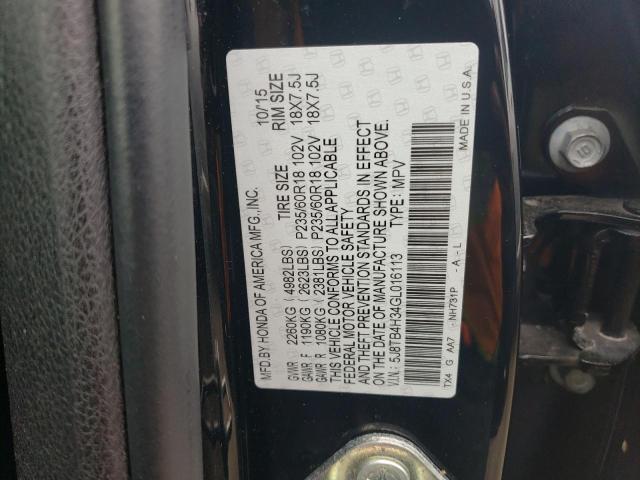 MFD.BY HONDA OF AMERICA MFG.,INC. 10/15
TIRE SIZE RIM SIZE
GVWR 2260KG (4982LBS)
GAWR F 1190KG (2623LBS) P235/60R18 102V 18X7.5J
GAWR R 1080KG (2381LBS) P235/60R18 102V 18X7.5J
THIS VEHICLE CONFORMS TO ALL APPLICABLE
FEDERAL MOTOR VEHICLE SAFETY
AND THEFT PREVENTION STANDARDS IN EFFECT
ON THE DATE OF MANUFACTURE SHOWN ABOVE.
V.I.N.: 5J8TB4H34GL016113 TYPE: MPV
TX4 G AA7 -NH731P -A-L MADE IN U.S.A.